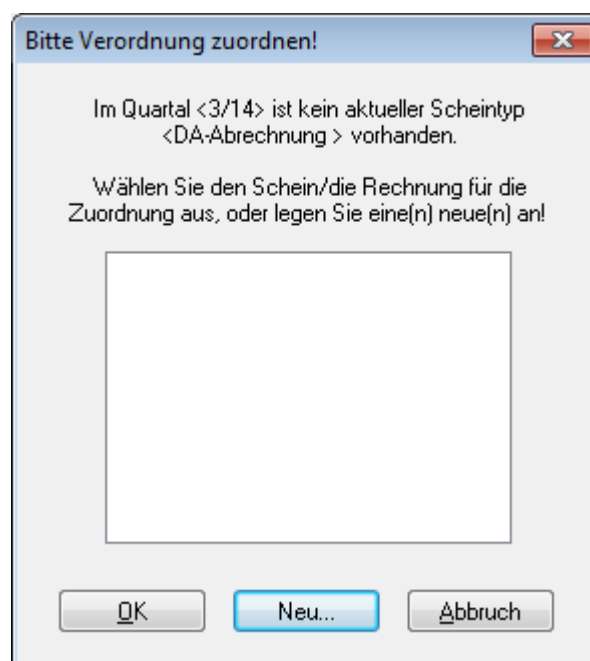 Bitte Verordnung zuordnen!
Im Quartal <3/14> ist kein aktueller Scheintyp
<DA-Abrechnung > vorhanden.
Wählen Sie den Schein/die Rechnung für die
Zuordnung aus, oder legen Sie eine(n) neue(n) an!
OK
Neu...
Abbruch